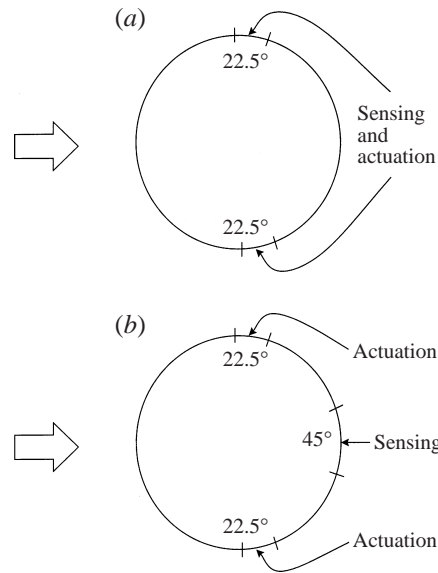 (a)
22.5°
Sensing
and
actuation
22.5°
(b)
22.5°
Actuation
45°
Sensing
22.5°
Actuation